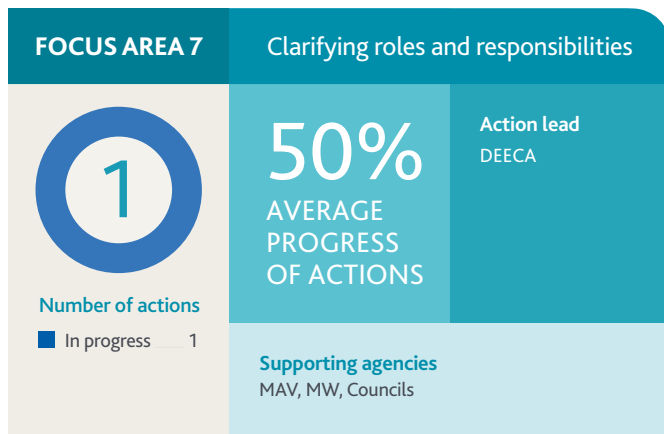 FOCUS AREA 7
Clarifying roles and responsibilities
1
Number of actions
In progress 1
50%
AVERAGE
PROGRESS
OF ACTIONS
Action lead
DEECA
Supporting agencies
MAV, MW, Councils